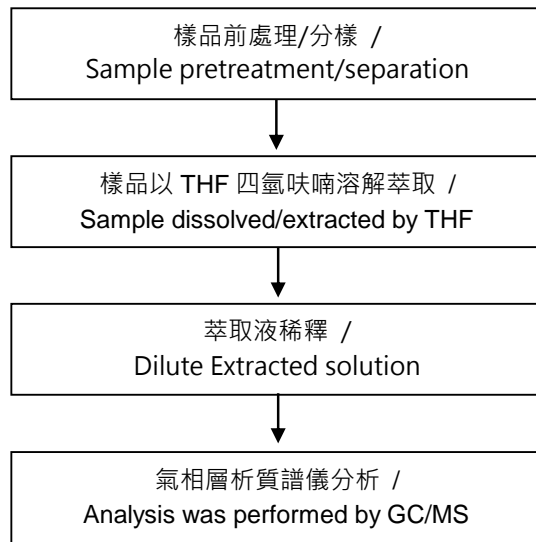 樣品前處理/分樣 /
Sample pretreatment/separation
樣品以 THF 四氫呋喃溶解萃取 /
Sample dissolved/extracted by THF
萃取液稀釋 /
Dilute Extracted solution
氣相層析質譜儀分析 /
Analysis was performed by GC/MS